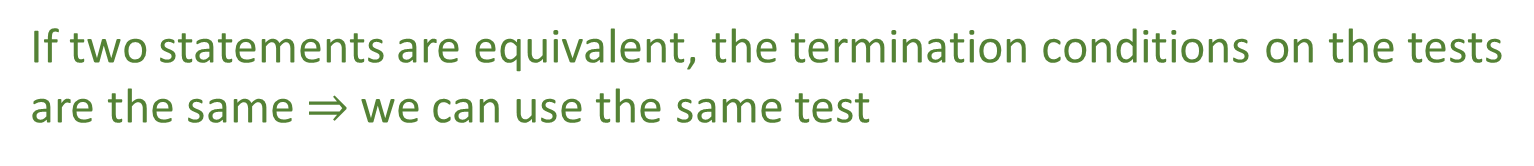 If two statements are equivalent, the termination conditions on the tests
are the same ⇒ we can use the same test